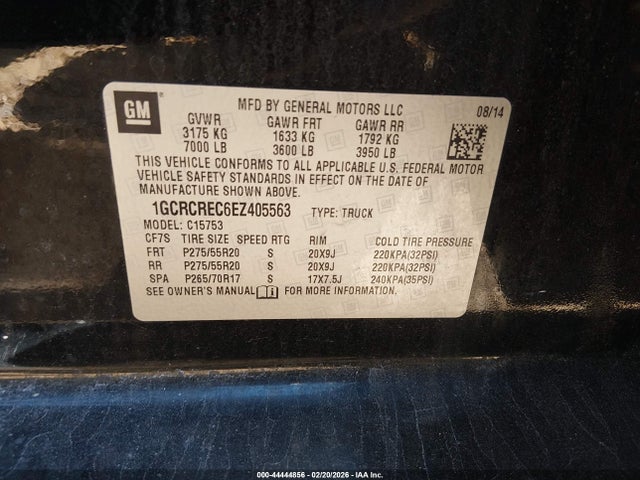 GM
MFD BY GENERAL MOTORS LLC
08/14
GVWR GAWR FRT GAWR RR
3175 KG 1633 KG 1792 KG
7000 LB 3600 LB 3950 LB
THIS VEHICLE CONFORMS TO ALL APPLICABLE U.S. FEDERAL MOTOR
VEHICLE SAFETY STANDARDS IN EFFECT ON THE DATE OF
MANUFACTURE SHOWN ABOVE.
1GCRCREC6EZ405563 TYPE: TRUCK
MODEL: C15753
CF7S TIRE SIZE SPEED RTG RIM COLD TIRE PRESSURE
FRT P275/55R20 S 20X9J 220KPA(32PSI)
RR P275/55R20 S 20X9J 220KPA(32PSI)
SPA P265/70R17 S 17X7.5J 240KPA(35PSI)
SEE OWNER'S MANUAL FOR MORE INFORMATION.
000-44444856 - 02/20/2026 - IAA Inc.